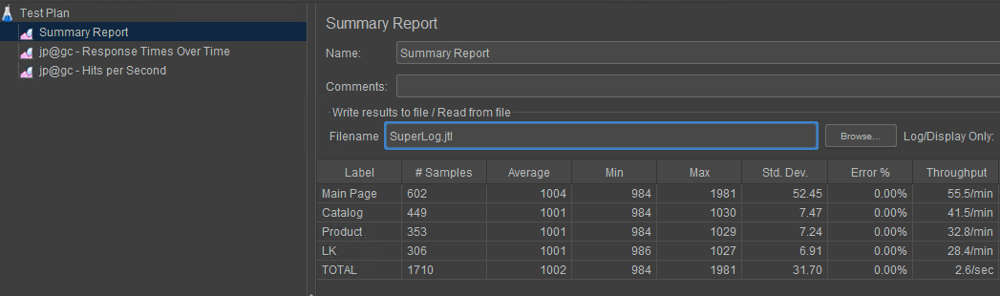 Test Plan
Summary Report
jp@gc - Response Times Over Time
jp@gc - Hits per Second
Summary Report
Name: Summary Report
Comments:
Write results to file / Read from file
Filename SuperLog.jtl Browse... Log/Display Only:
Label # Samples Average Min Max Std. Dev. Error % Throughput
Main Page 602 1004 984 1981 52.45 0.00% 55.5/min
Catalog 449 1001 984 1030 7.47 0.00% 41.5/min
Product 353 1001 984 1029 7.24 0.00% 32.8/min
LK 306 1001 986 1027 6.91 0.00% 28.4/min
TOTAL 1710 1002 984 1981 31.70 0.00% 2.6/sec